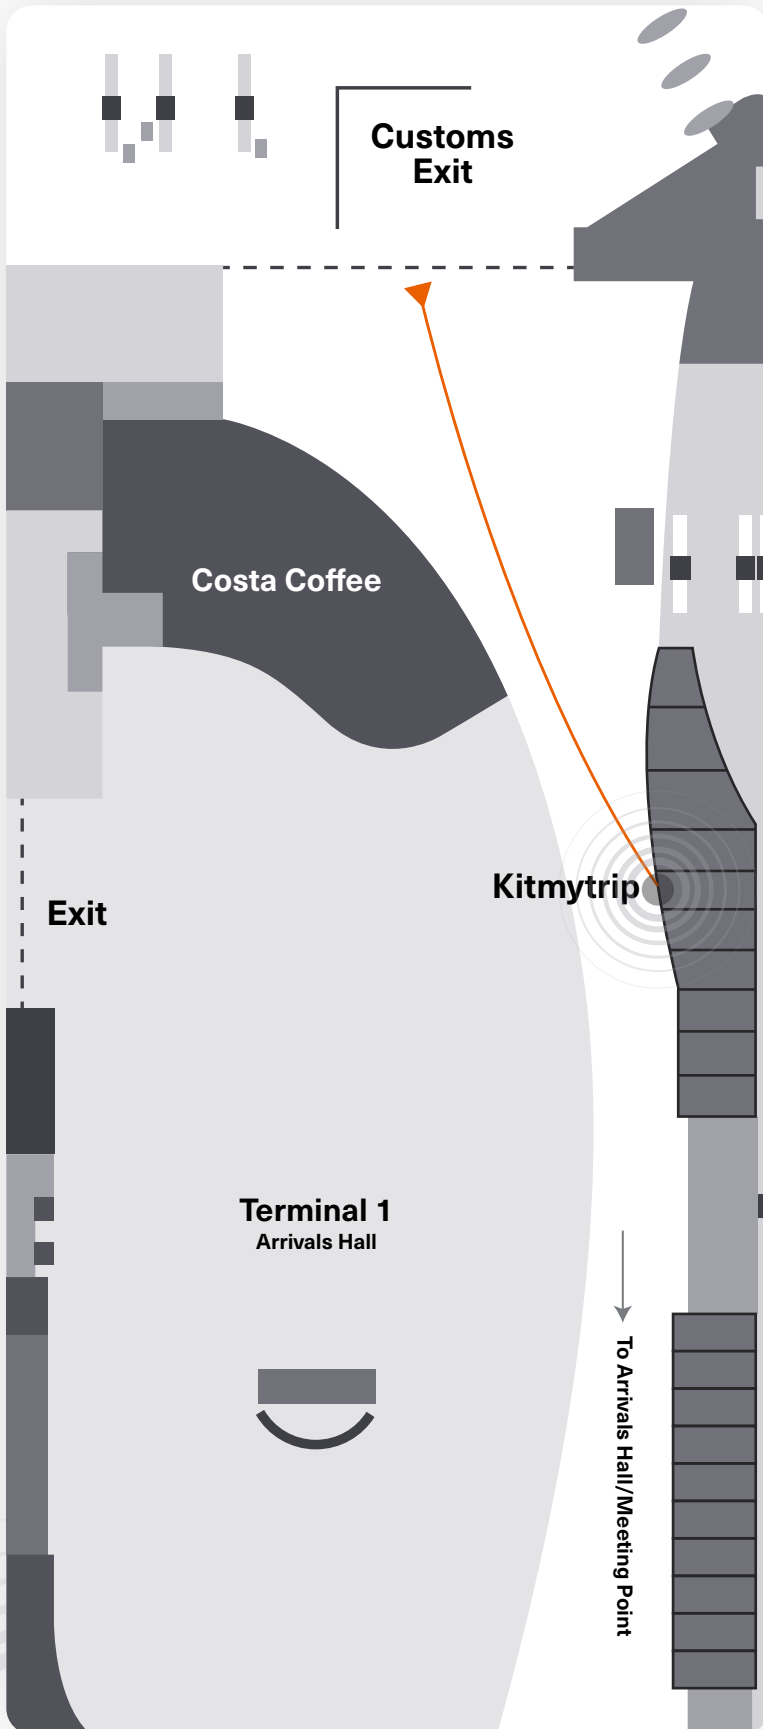 Customs
Exit
Costa Coffee
Kitmytrip
Exit
Terminal 1
Arrivals Hall
To Arrivals Hall/Meeting Point